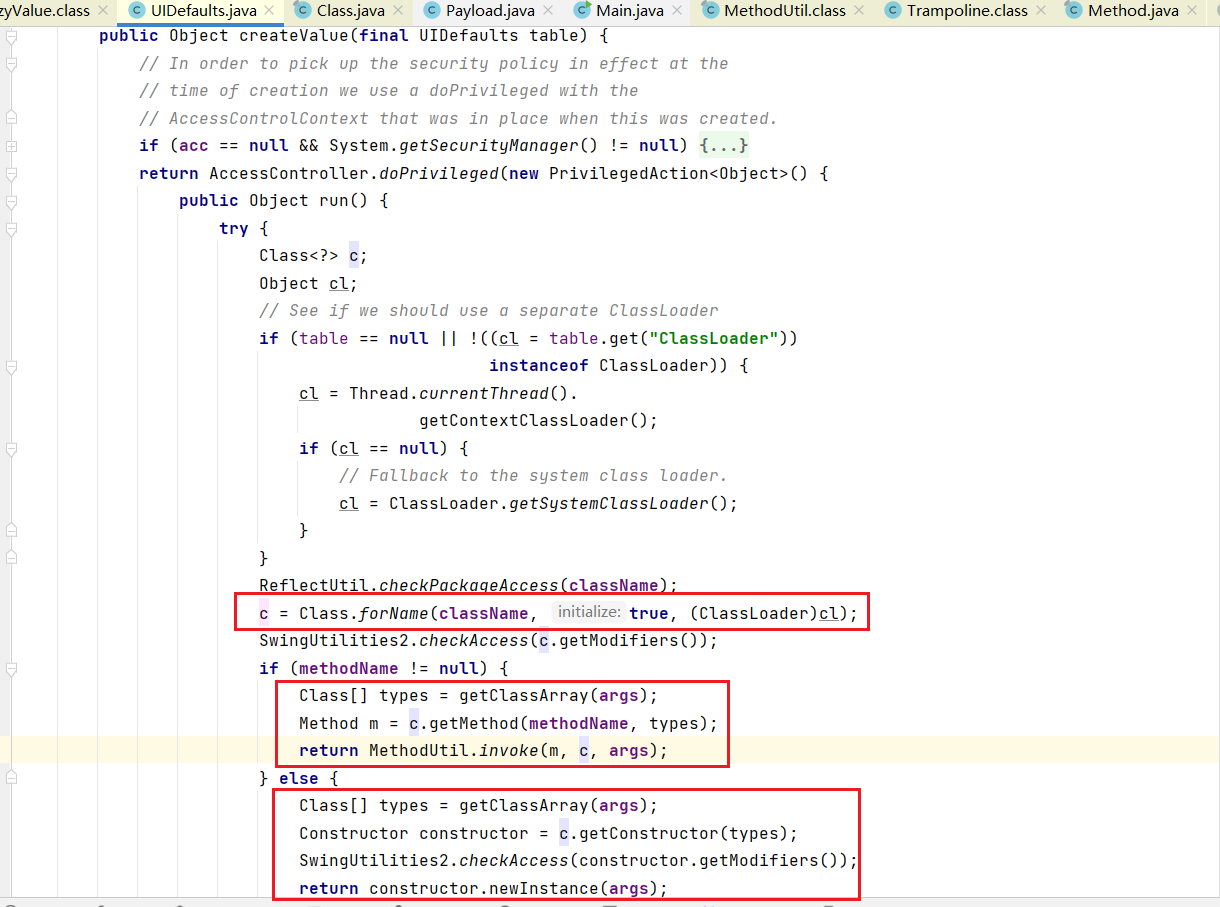 zyValue.class UIDefaults.java Class.java Payload.java Main.java MethodUtil.class Trampoline.class Method.java
public Object createValue(final UIDefaults table) {
// In order to pick up the security policy in effect at the
// time of creation we use a doPrivileged with the
// AccessControlContext that was in place when this was created.
if (acc == null && System.getSecurityManager() != null) {...}
return AccessController.doPrivileged(new PrivilegedAction<Object>() {
public Object run() {
try {
Class<?> c;
Object cl;
// See if we should use a separate ClassLoader
if (table == null || !((cl = table.get("ClassLoader"))
instanceof ClassLoader)) {
cl = Thread.currentThread().
getContextClassLoader();
if (cl == null) {
// Fallback to the system class loader.
cl = ClassLoader.getSystemClassLoader();
}
}
ReflectUtil.checkPackageAccess(className);
c = Class.forName(className, initialize: true, (ClassLoader)cl);
SwingUtilities2.checkAccess(c.getModifiers());
if (methodName != null) {
Class[] types = getClassArray(args);
Method m = c.getMethod(methodName, types);
return MethodUtil.invoke(m, c, args);
} else {
Class[] types = getClassArray(args);
Constructor constructor = c.getConstructor(types);
SwingUtilities2.checkAccess(constructor.getModifiers());
return constructor.newInstance(args);